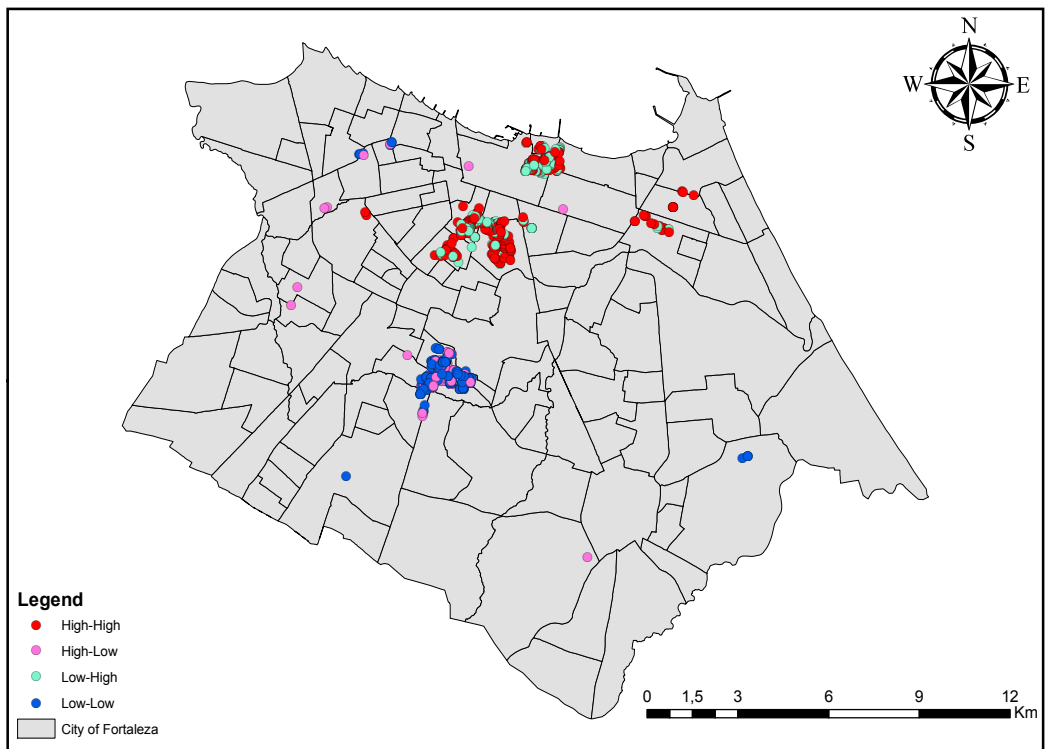 N
W E
S
Legend
High-High
High-Low
Low-High
Low-Low
City of Fortaleza
0 1,5 3 6 9 12
Km